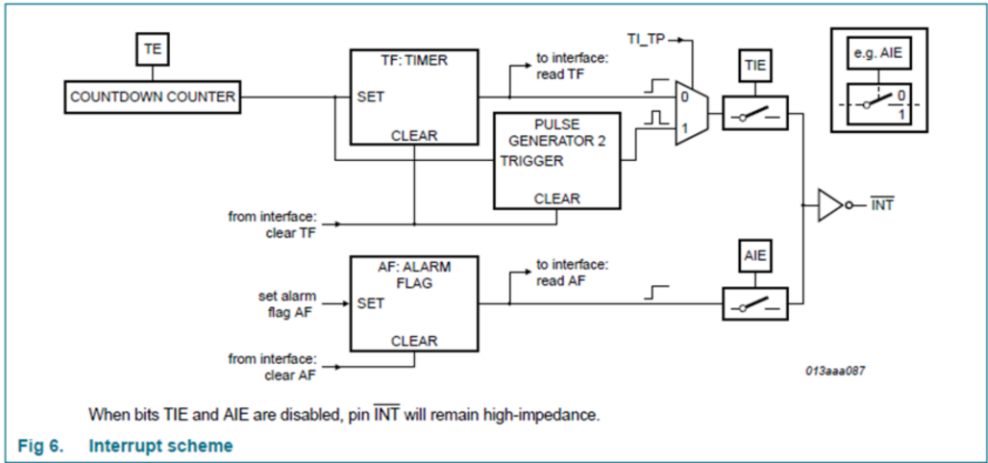 TE
COUNTDOWN COUNTER
TF: TIMER
SET
CLEAR
to interface:
read TF
TI_TP
0
1
PULSE
GENERATOR 2
TRIGGER
CLEAR
TIE
e.g. AIE
0
1
from interface:
clear TF
INT
AF: ALARM
FLAG
SET
CLEAR
set alarm
flag AF
to interface:
read AF
AIE
from interface:
clear AF
013aaa087
When bits TIE and AIE are disabled, pin INT will remain high-impedance.
Fig 6. Interrupt scheme